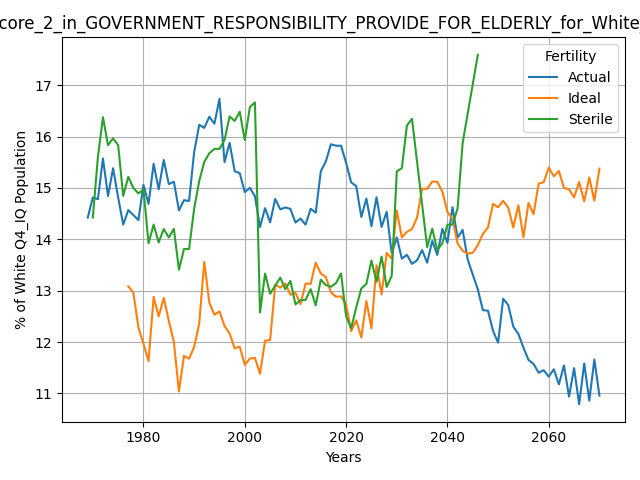 core_2_in_GOVERNMENT_RESPONSIBILITY_PROVIDE_FOR_ELDERLY_for_White_
Fertility
Actual
Ideal
Sterile
% of White Q4_IQ Population
17
16
15
14
13
12
11
1980 2000 2020 2040 2060
Years